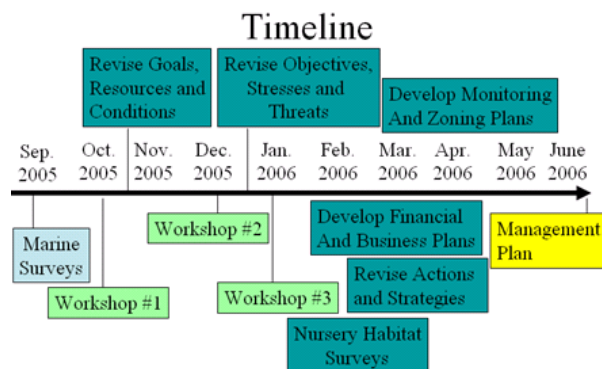 Timeline
Revise Goals,
Resources and
Conditions
Revise Objectives,
Stresses and
Threats
Develop Monitoring
And Zoning Plans
Sep.
2005
Oct.
2005
Nov.
2005
Dec.
2005
Jan.
2006
Feb.
2006
Mar.
2006
Apr.
2006
May
2006
June
2006
Marine
Surveys
Workshop #1
Workshop #2
Workshop #3
Develop Financial
And Business Plans
Revise Actions
and Strategies
Nursery Habitat
Surveys
Management
Plan